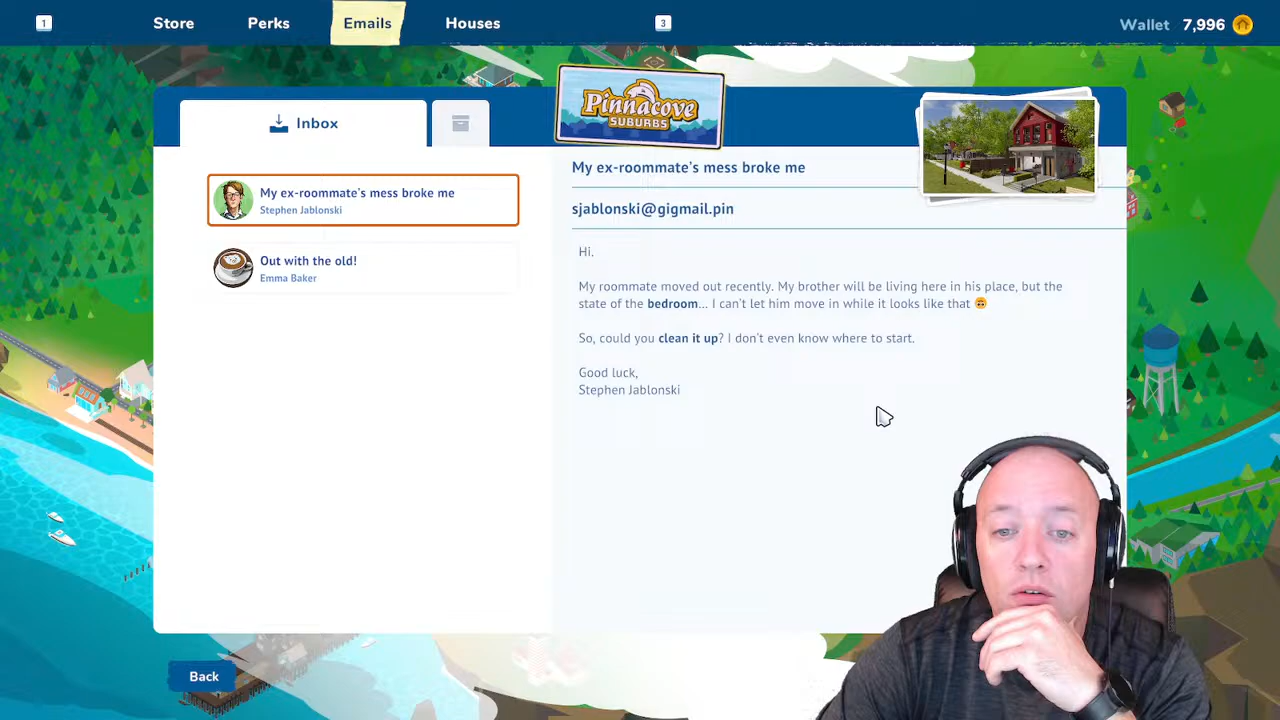 1
Store
Perks
Emails
Houses
3
Wallet 7,996
Inbox
Pinnacove
SUBURBS
My ex-roommate's mess broke me
Stephen Jablonski
Out with the old!
Emma Baker
My ex-roommate's mess broke me
sjablonski@gigmail.pin
Hi.
My roommate moved out recently. My brother will be living here in his place, but the
state of the bedroom... I can't let him move in while it looks like that 🙃
So, could you clean it up? I don't even know where to start.
Good luck,
Stephen Jablonski
Back